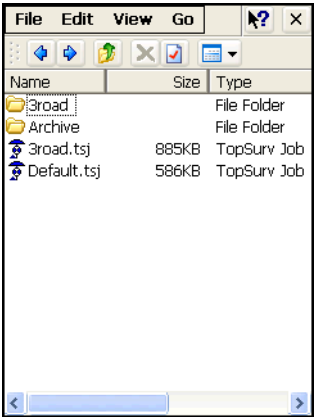 File Edit View Go ? ×
Name Size Type
3road File Folder
Archive File Folder
3road.tsj 885KB TopSurv Job
Default.tsj 586KB TopSurv Job